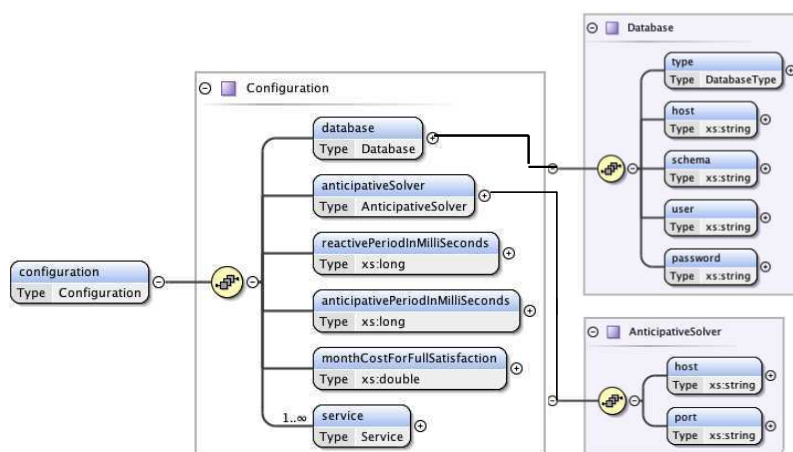 configuration
Type Configuration
Configuration
database
Type Database
anticipativeSolver
Type AnticipativeSolver
reactivePeriodInMilliSeconds
Type xs:long
anticipativePeriodInMilliSeconds
Type xs:long
monthCostForFullSatisfaction
Type xs:double
1..∞
service
Type Service
Database
type
Type DatabaseType
host
Type xs:string
schema
Type xs:string
user
Type xs:string
password
Type xs:string
AnticipativeSolver
host
Type xs:string
port
Type xs:string